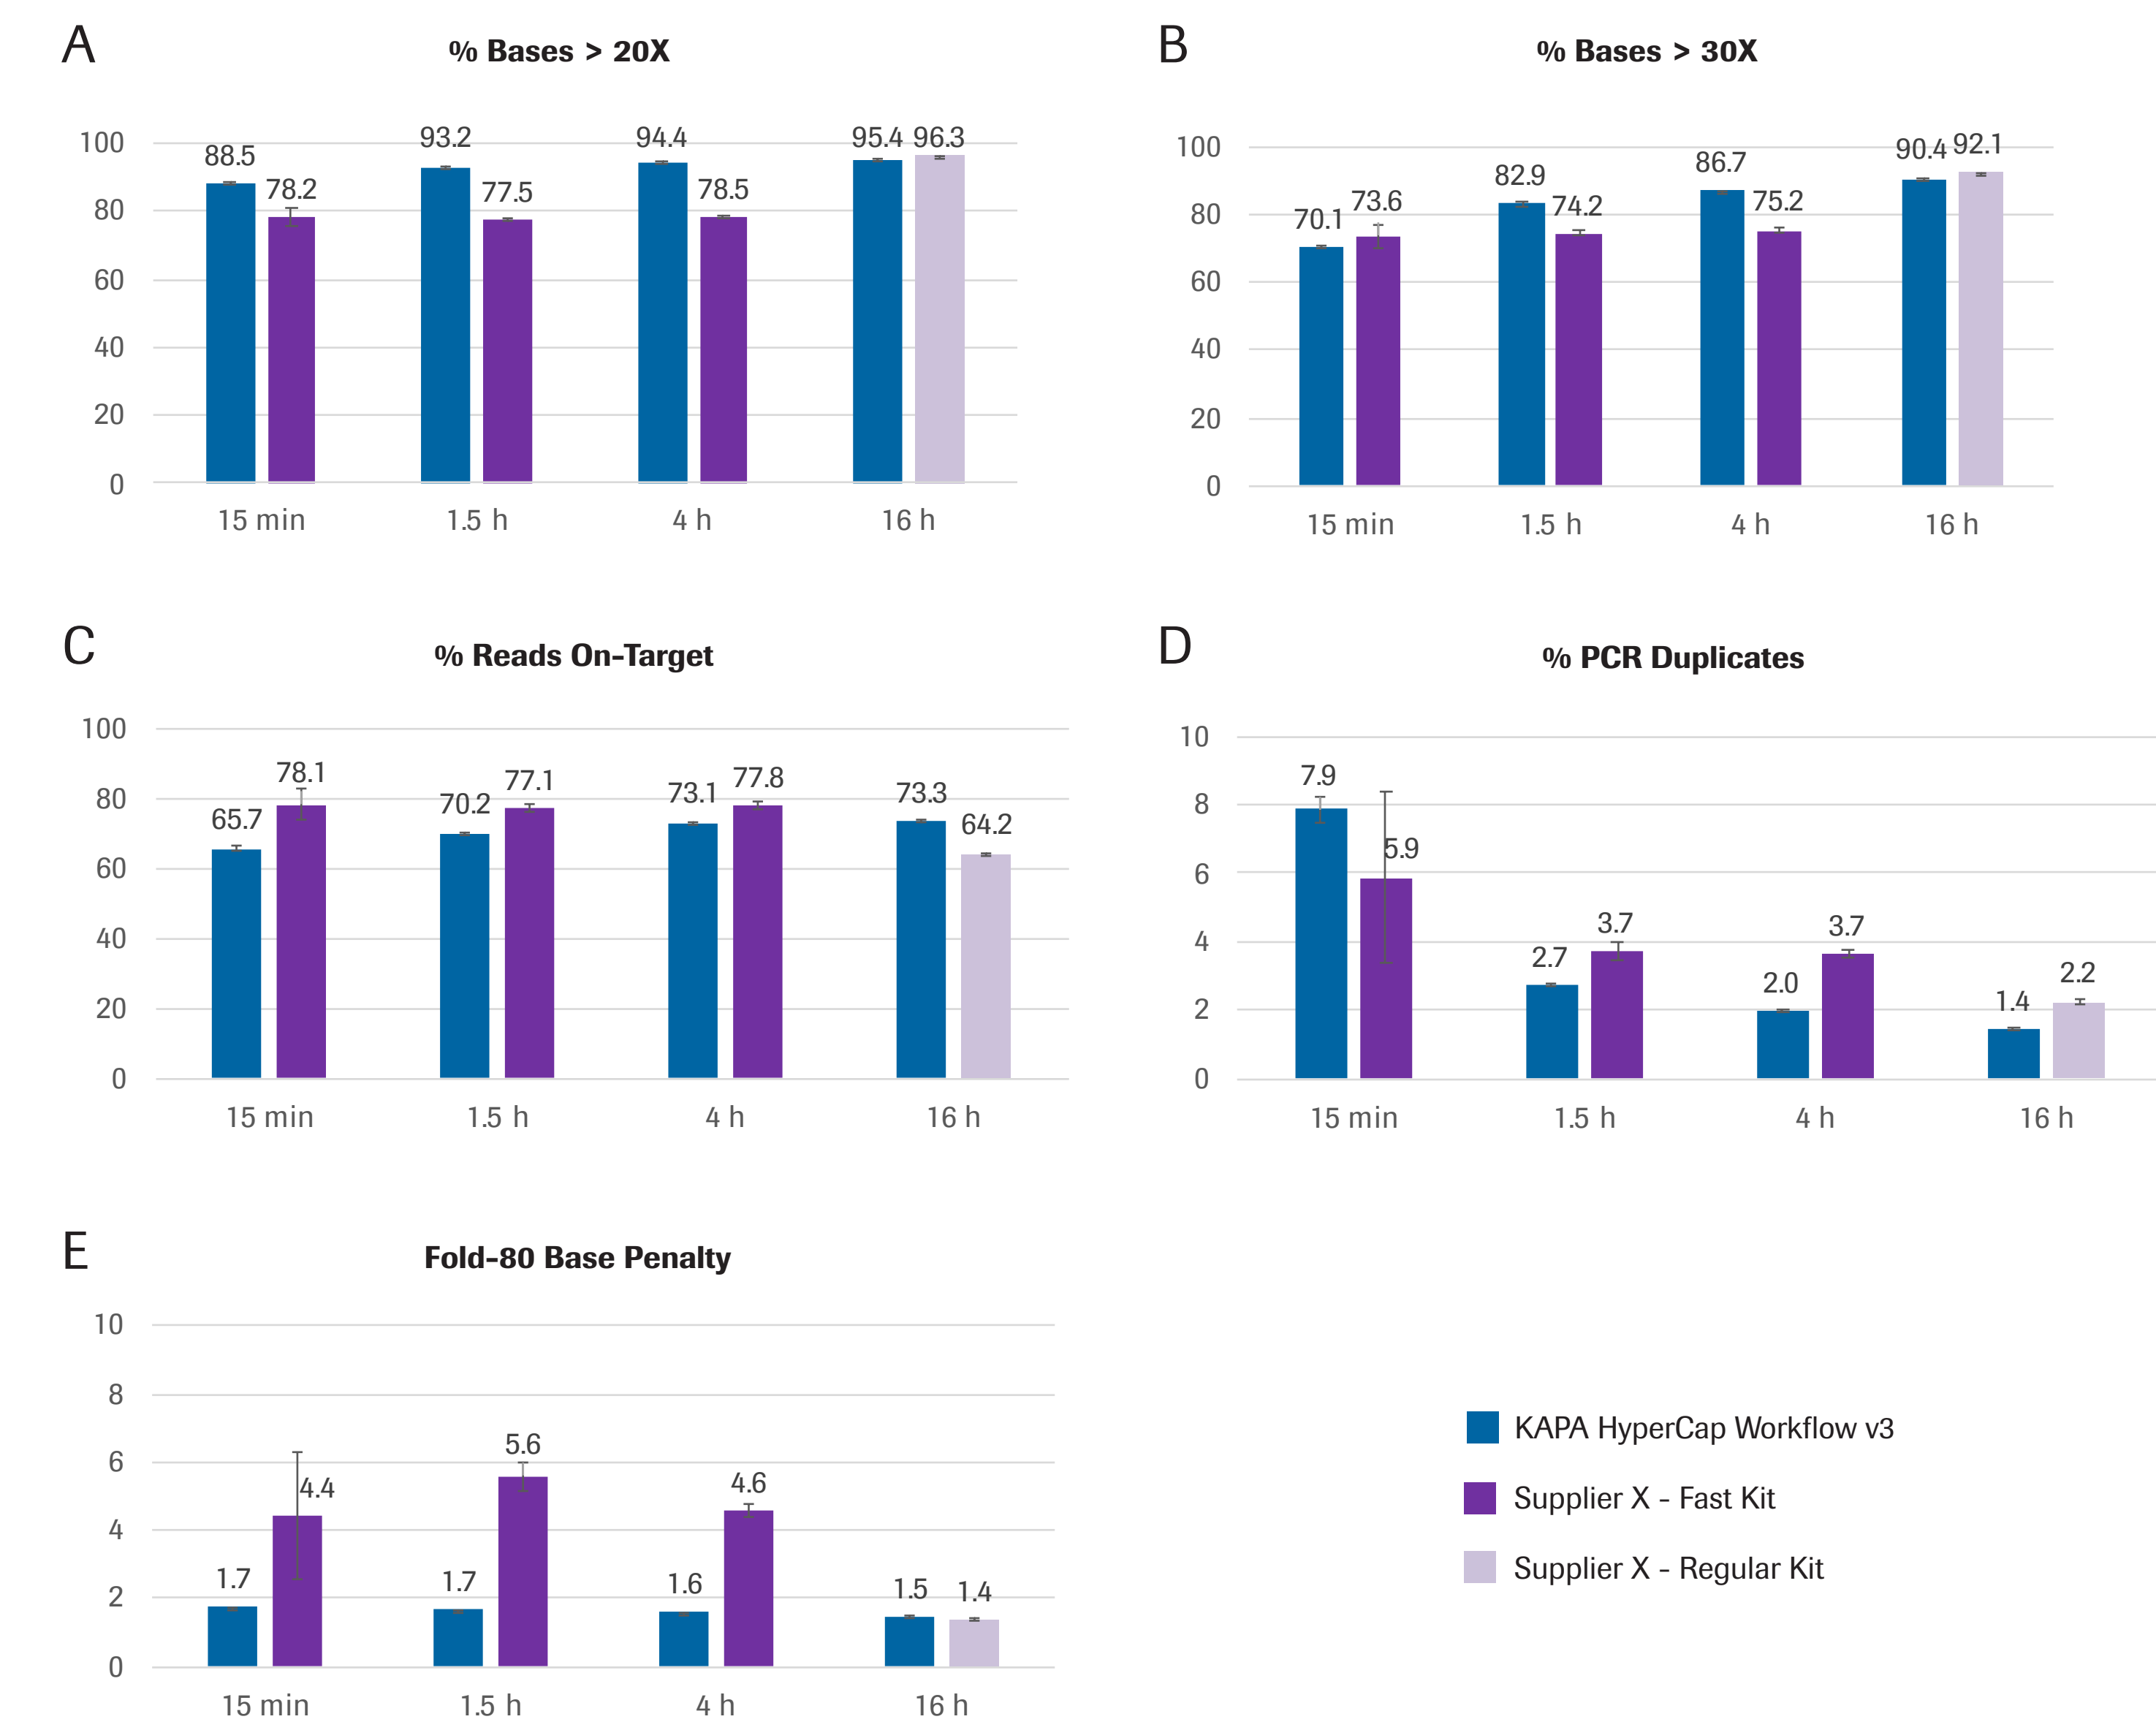 A
% Bases > 20X
100
80
60
40
20
0
88.5
78.2
93.2
77.5
94.4
78.5
95.4
96.3
15 min
1.5 h
4 h
16 h
B
% Bases > 30X
100
80
60
40
20
0
70.1
73.6
82.9
74.2
86.7
75.2
90.4
92.1
15 min
1.5 h
4 h
16 h
C
% Reads On-Target
100
80
60
40
20
0
65.7
78.1
70.2
77.1
73.1
77.8
73.3
64.2
15 min
1.5 h
4 h
16 h
D
% PCR Duplicates
10
8
6
4
2
0
7.9
5.9
2.7
3.7
2.0
3.7
1.4
2.2
15 min
1.5 h
4 h
16 h
E
Fold-80 Base Penalty
10
8
6
4
2
0
1.7
4.4
1.7
5.6
1.6
4.6
1.5
1.4
15 min
1.5 h
4 h
16 h
KAPA HyperCap Workflow v3
Supplier X - Fast Kit
Supplier X - Regular Kit